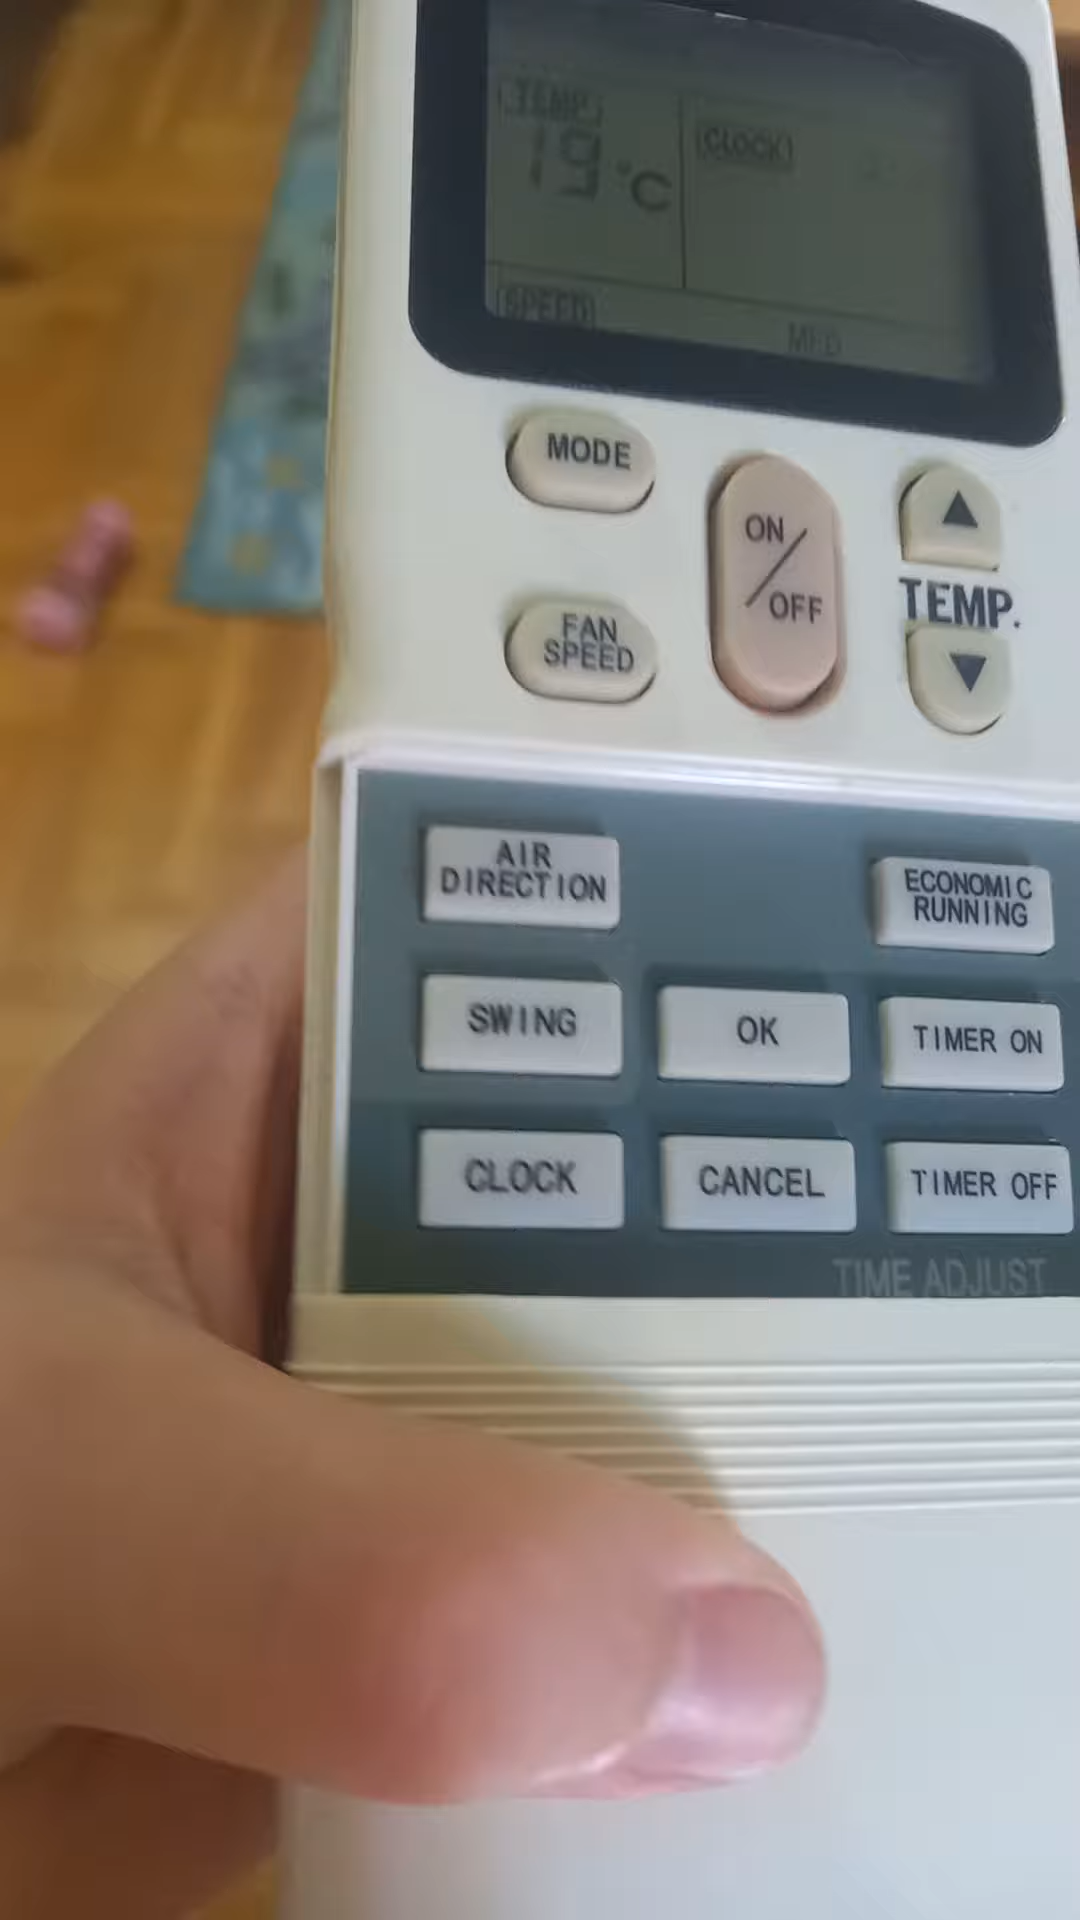 TEMP.
CLOCK
19 °C
SPEED
MED
MODE
ON/OFF
▲
TEMP.
▼
FAN
SPEED
AIR
DIRECTION
ECONOMIC
RUNNING
SWING
OK
TIMER ON
CLOCK
CANCEL
TIMER OFF
TIME ADJUST